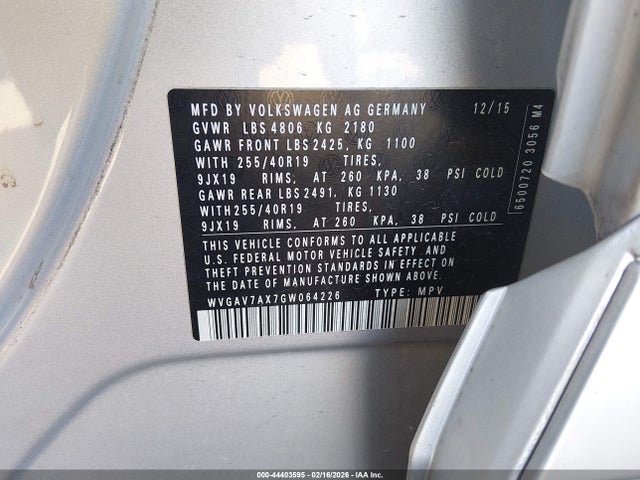 MFD BY VOLKSWAGEN AG GERMANY 12/15
GVWR LBS 4806 KG 2180
GAWR FRONT LBS 2425, KG 1100
WITH 255/40R19 TIRES,
9JX19 RIMS, AT 260 KPA, 38 PSI COLD
GAWR REAR LBS 2491, KG 1130
WITH 255/40R19 TIRES,
9JX19 RIMS, AT 260 KPA, 38 PSI COLD
THIS VEHICLE CONFORMS TO ALL APPLICABLE
U.S. FEDERAL MOTOR VEHICLE SAFETY AND
THEFT PREVENTION STANDARDS IN EFFECT ON
THE DATE OF MANUFACTURE SHOWN ABOVE.
WVGAV7AX7GW064226 TYPE: MPV
6500720 3056 M4
000-44403595 - 02/16/2026 - IAA Inc.